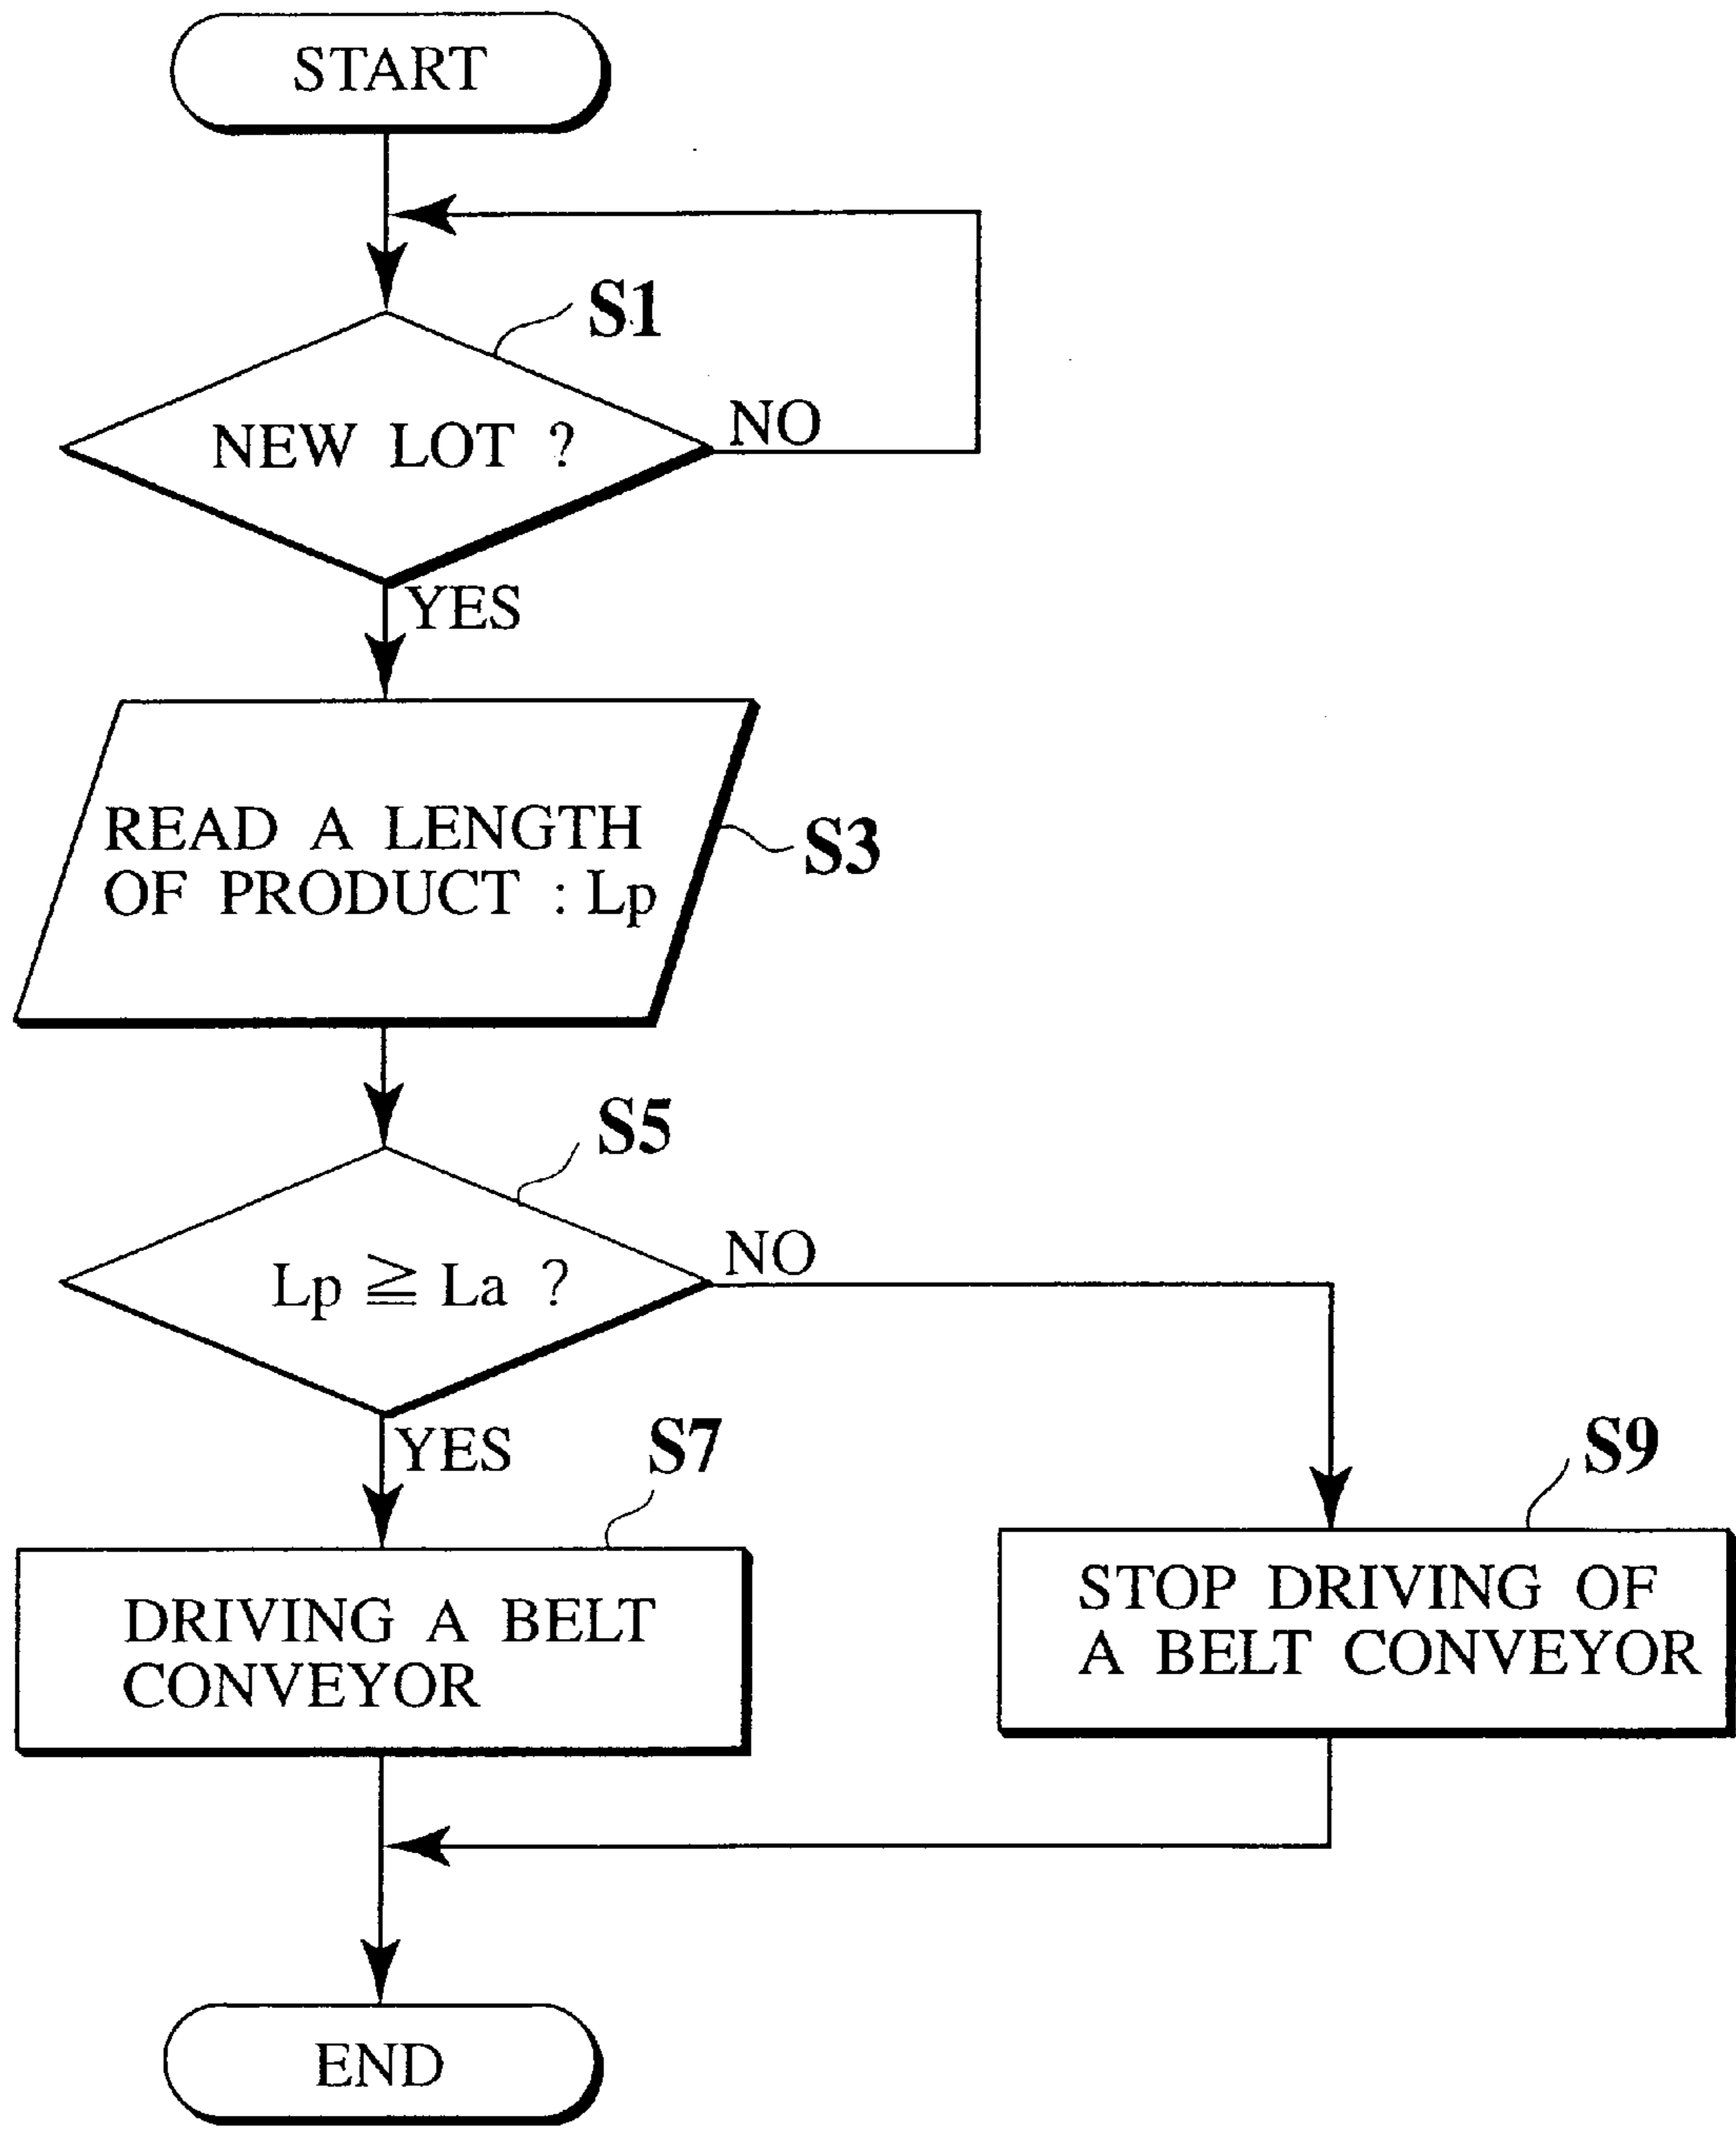 START
S1
NEW LOT ?
NO
YES
READ A LENGTH
OF PRODUCT : Lp
S3
S5
Lp ≧ La ?
NO
YES
S7
S9
DRIVING A BELT
CONVEYOR
STOP DRIVING OF
A BELT CONVEYOR
END